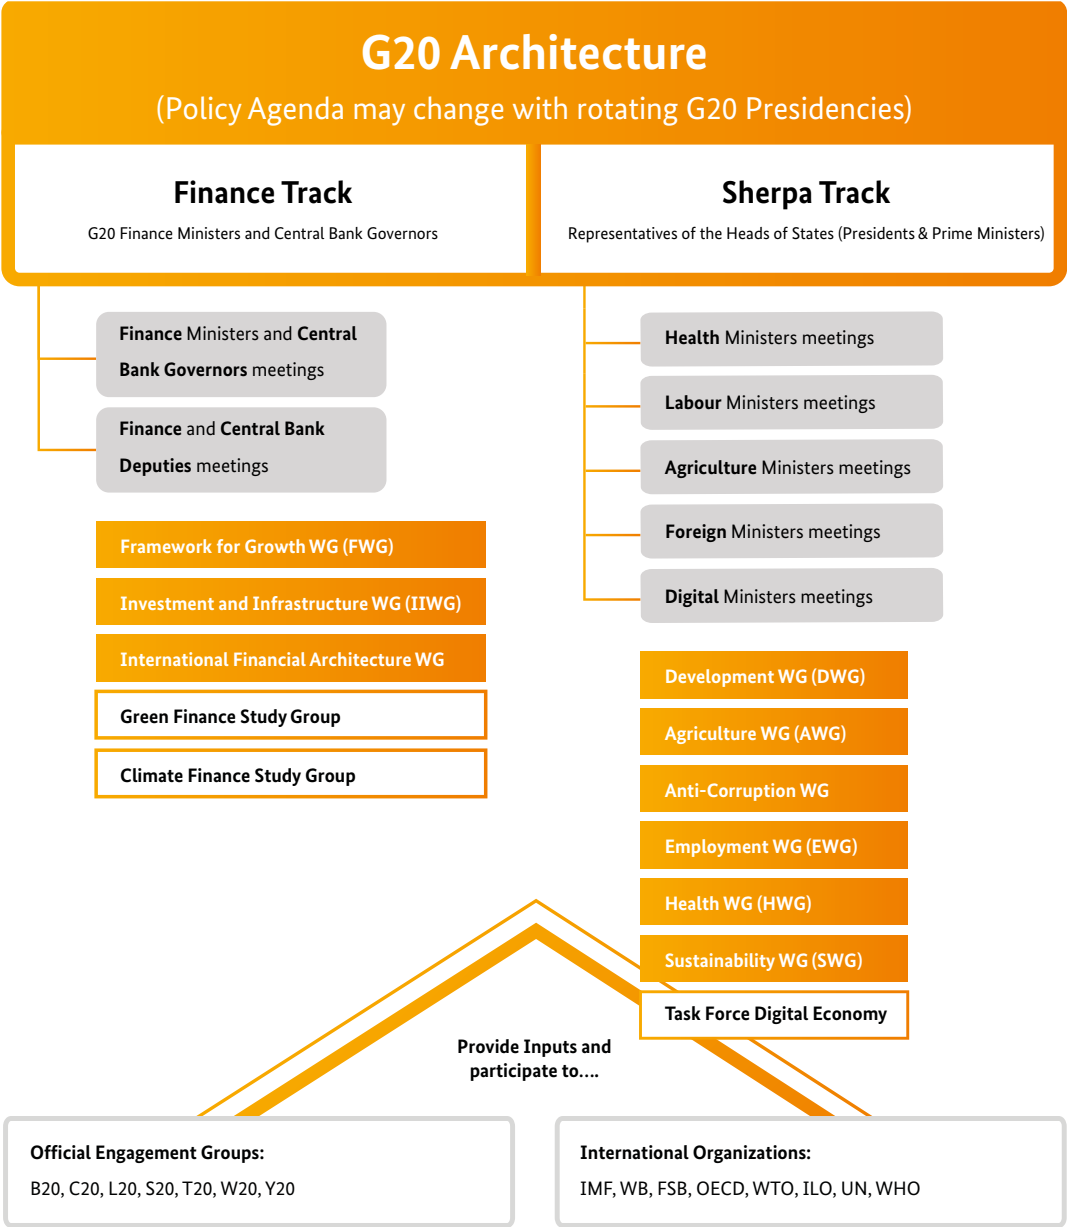 G20 Architecture
(Policy Agenda may change with rotating G20 Presidencies)
Finance Track
G20 Finance Ministers and Central Bank Governors
Sherpa Track
Representatives of the Heads of States (Presidents & Prime Ministers)
Finance Ministers and Central
Bank Governors meetings
Finance and Central Bank
Deputies meetings
Framework for Growth WG (FWG)
Investment and Infrastructure WG (IIWG)
International Financial Architecture WG
Green Finance Study Group
Climate Finance Study Group
Health Ministers meetings
Labour Ministers meetings
Agriculture Ministers meetings
Foreign Ministers meetings
Digital Ministers meetings
Development WG (DWG)
Agriculture WG (AWG)
Anti-Corruption WG
Employment WG (EWG)
Health WG (HWG)
Sustainability WG (SWG)
Task Force Digital Economy
Provide Inputs and
participate to....
Official Engagement Groups:
B20, C20, L20, S20, T20, W20, Y20
International Organizations:
IMF, WB, FSB, OECD, WTO, ILO, UN, WHO